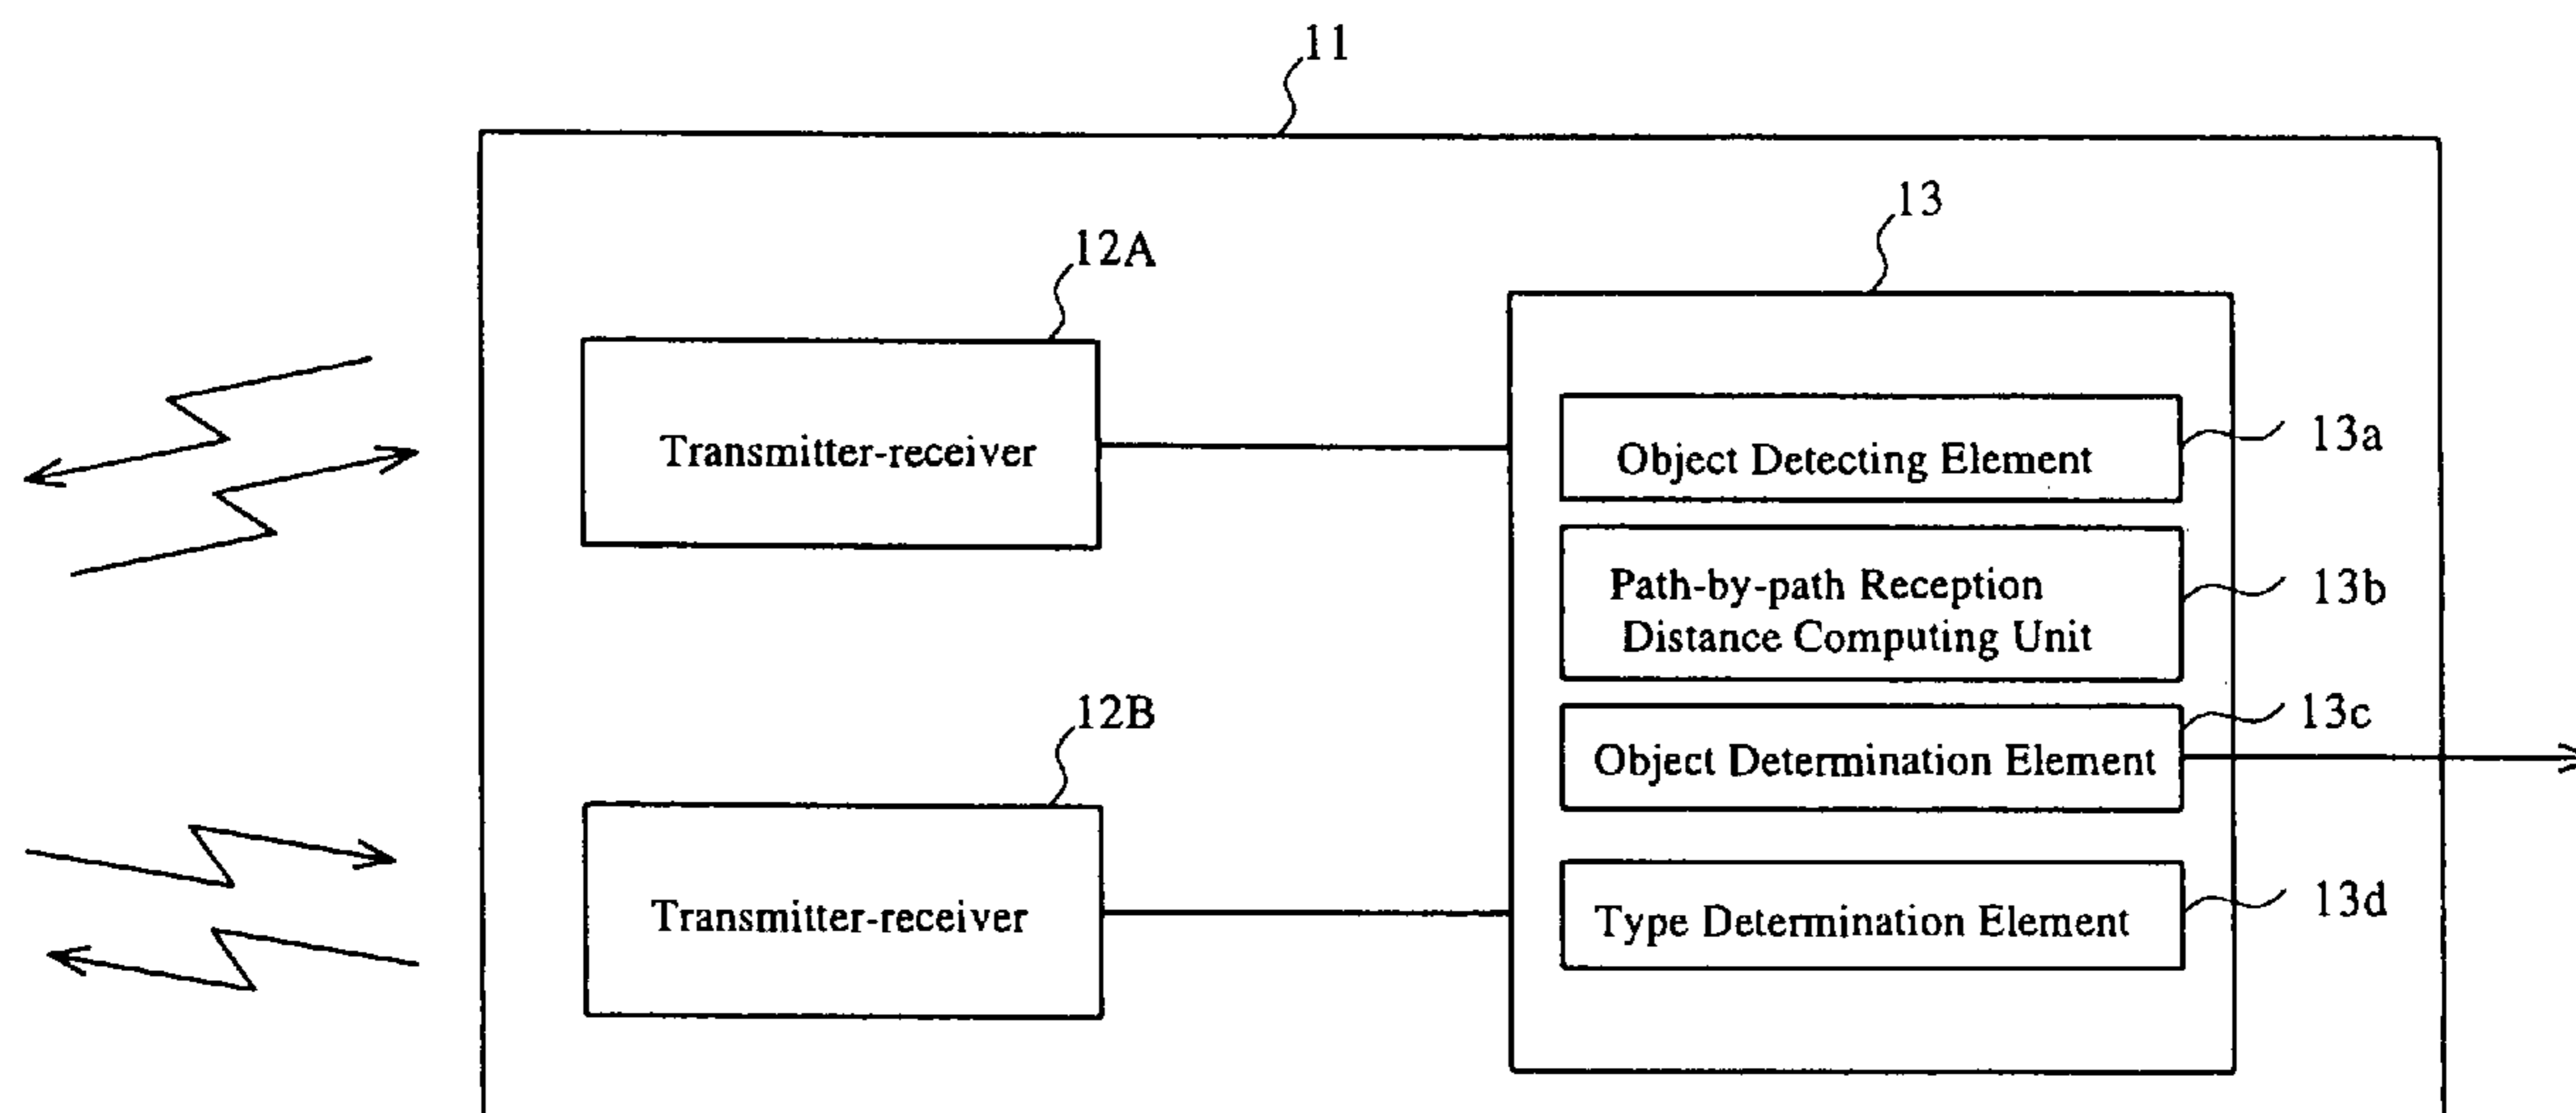 11
13
12A
Transmitter-receiver
Object Detecting Element
13a
Path-by-path Reception
Distance Computing Unit
13b
12B
Object Determination Element
13c
Transmitter-receiver
Type Determination Element
13d